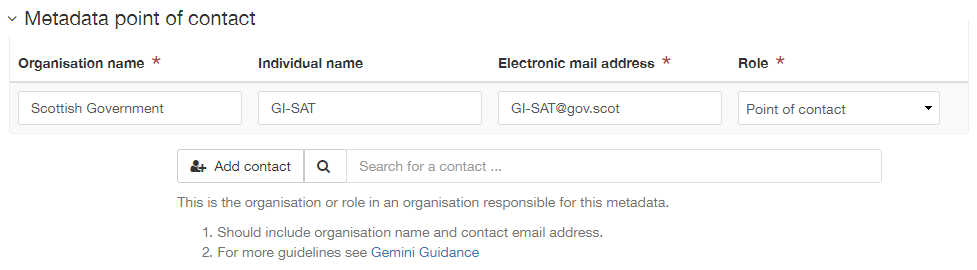 Metadata point of contact
Organisation name * Individual name Electronic mail address * Role *
Scottish Government GI-SAT GI-SAT@gov.scot Point of contact
Add contact Search for a contact ...
This is the organisation or role in an organisation responsible for this metadata.
1. Should include organisation name and contact email address.
2. For more guidelines see Gemini Guidance